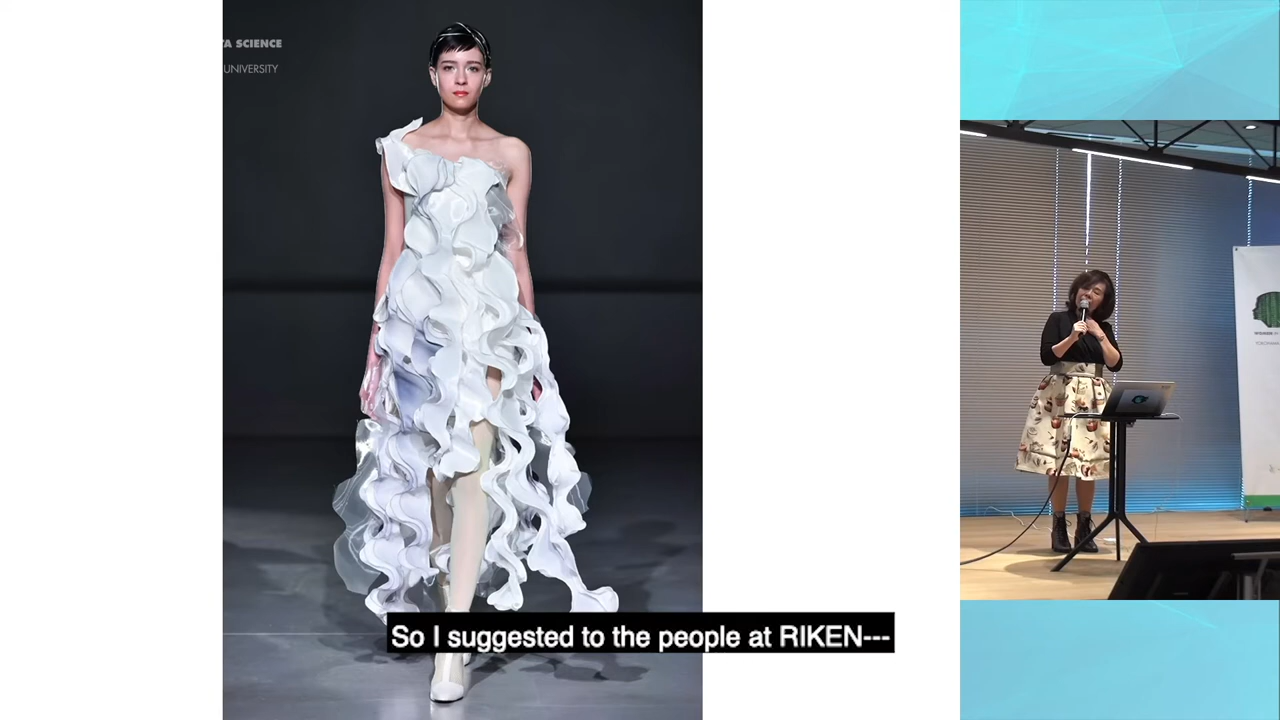 TA SCIENCE
UNIVERSITY
So I suggested to the people at RIKEN---